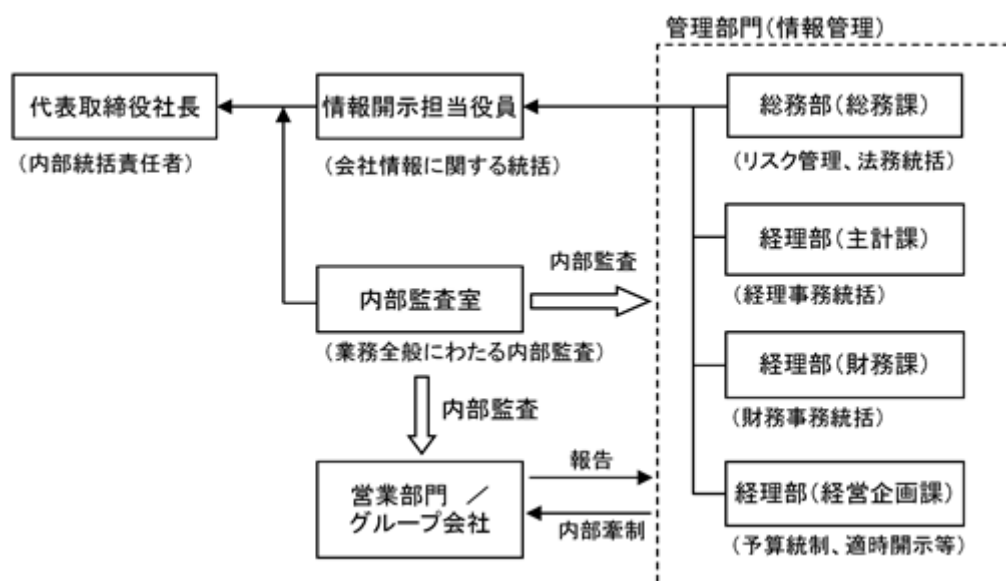 管理部門(情報管理)
代表取締役社長
(内部統括責任者)
情報開示担当役員
(会社情報に関する統括)
総務部(総務課)
(リスク管理、法務統括)
経理部(主計課)
(経理事務統括)
内部監査
内部監査室
(業務全般にわたる内部監査)
経理部(財務課)
(財務事務統括)
内部監査
営業部門 /
グループ会社
報告
内部牽制
経理部(経営企画課)
(予算統制、適時開示等)